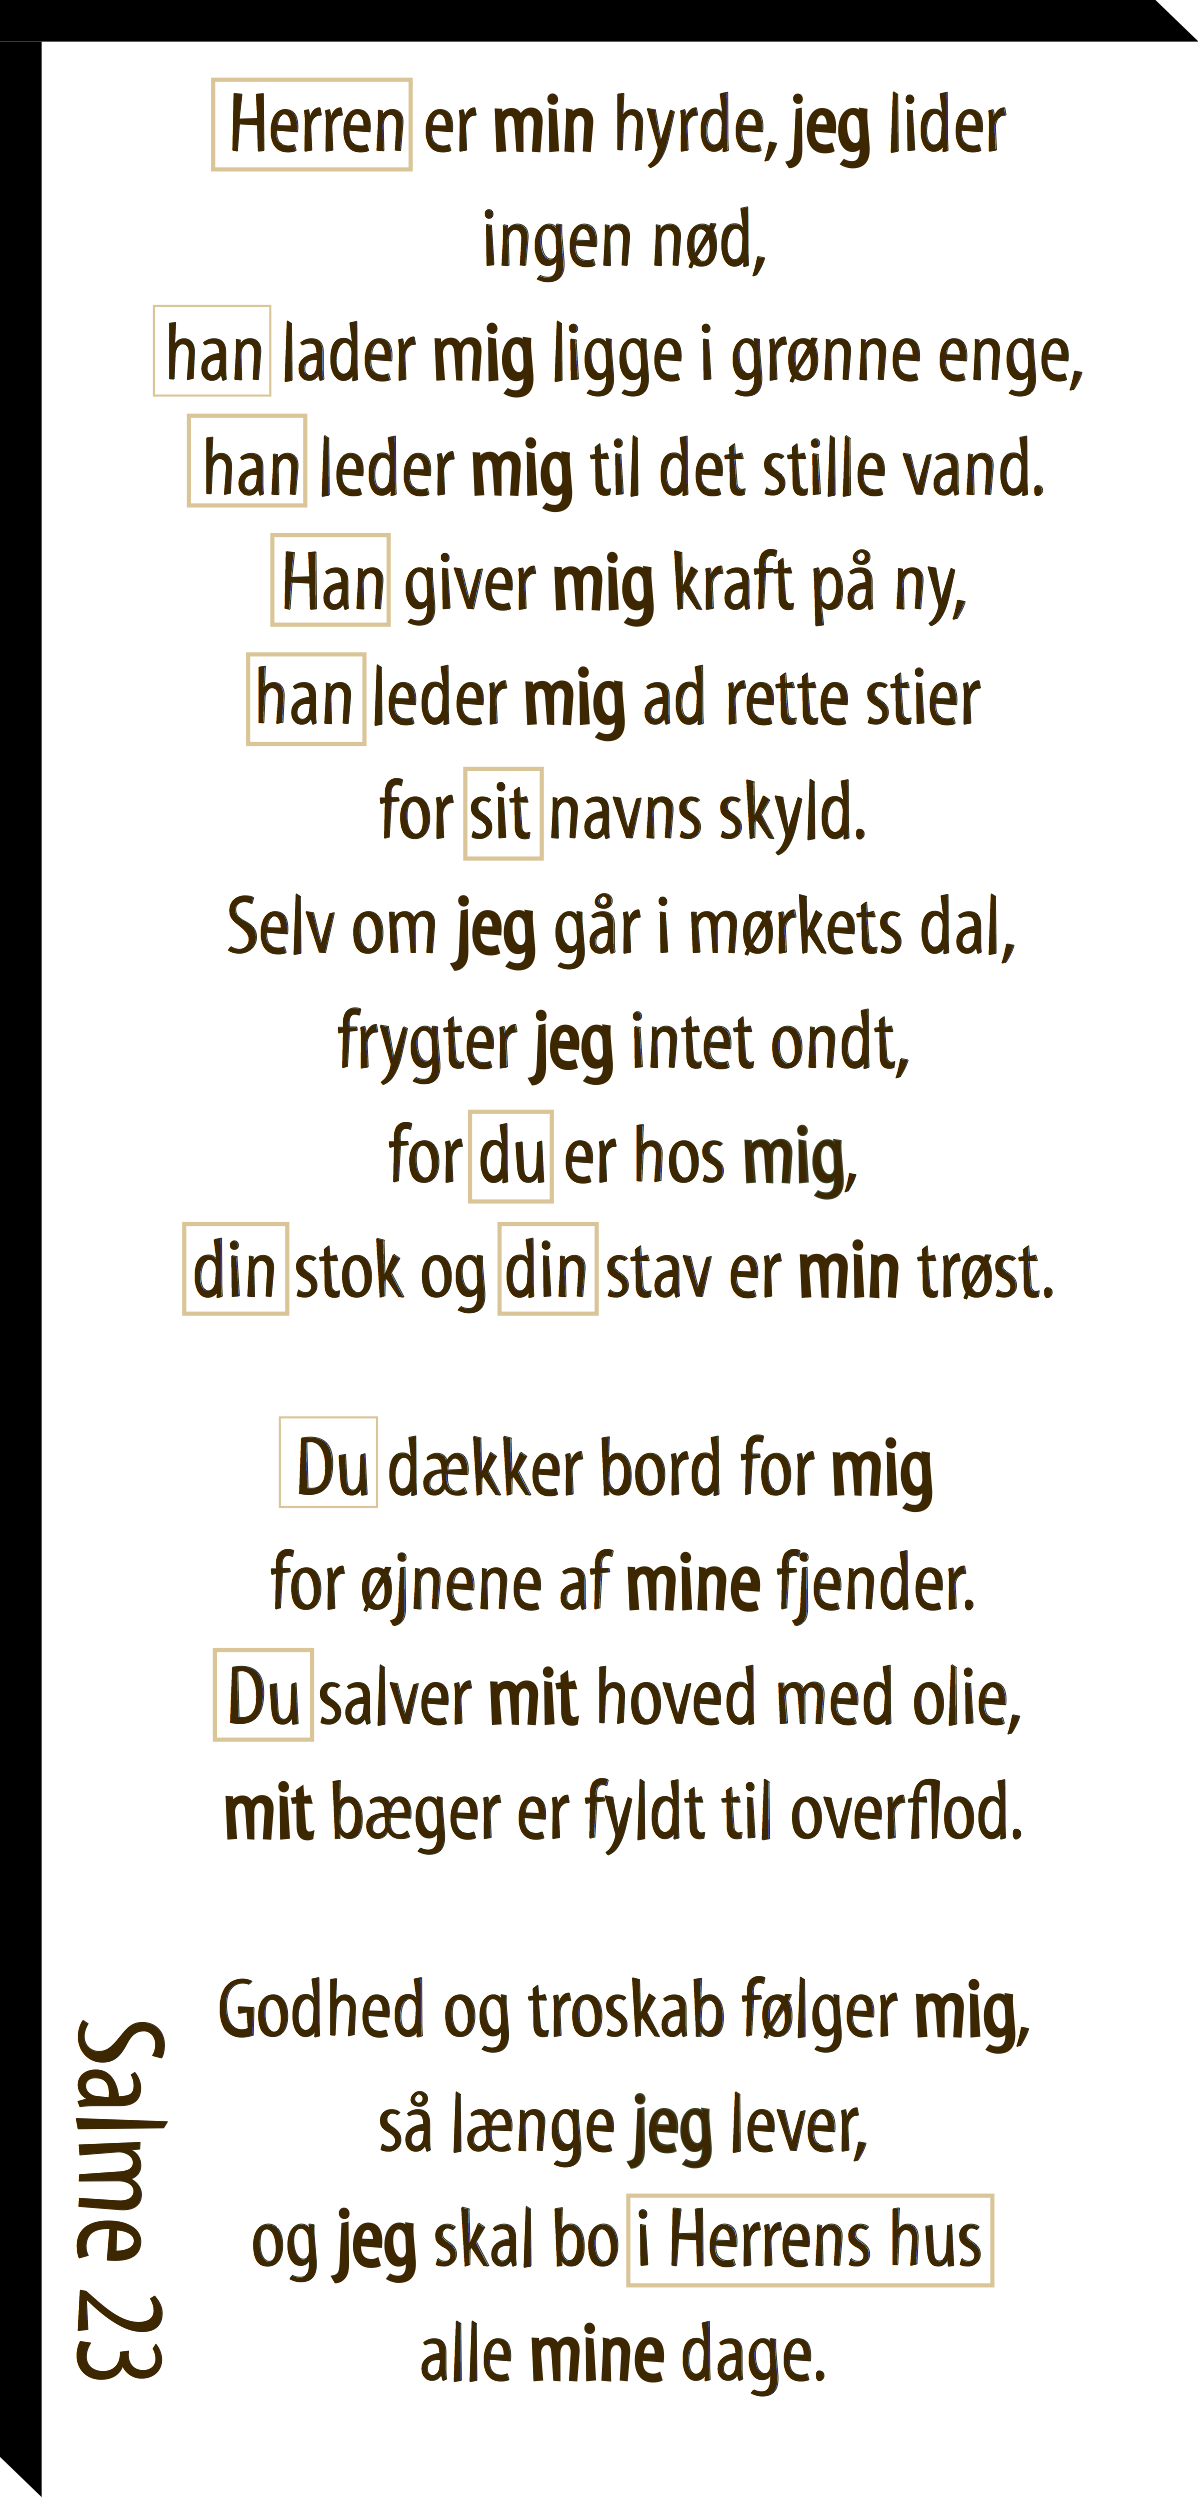 Herren er min hyrde, jeg lider
ingen nød,
han lader mig ligge i grønne enge,
han leder mig til det stille vand.
Han giver mig kraft på ny,
han leder mig ad rette stier
for sit navns skyld.
Selv om jeg går i mørkets dal,
frygter jeg intet ondt,
for du er hos mig,
din stok og din stav er min trøst.
Du dækker bord for mig
for øjnene af mine fjender.
Du salver mit hoved med olie,
mit bæger er fyldt til overflod.
Godhed og troskab følger mig,
så længe jeg lever,
og jeg skal bo i Herrens hus
alle mine dage.
Salme 23